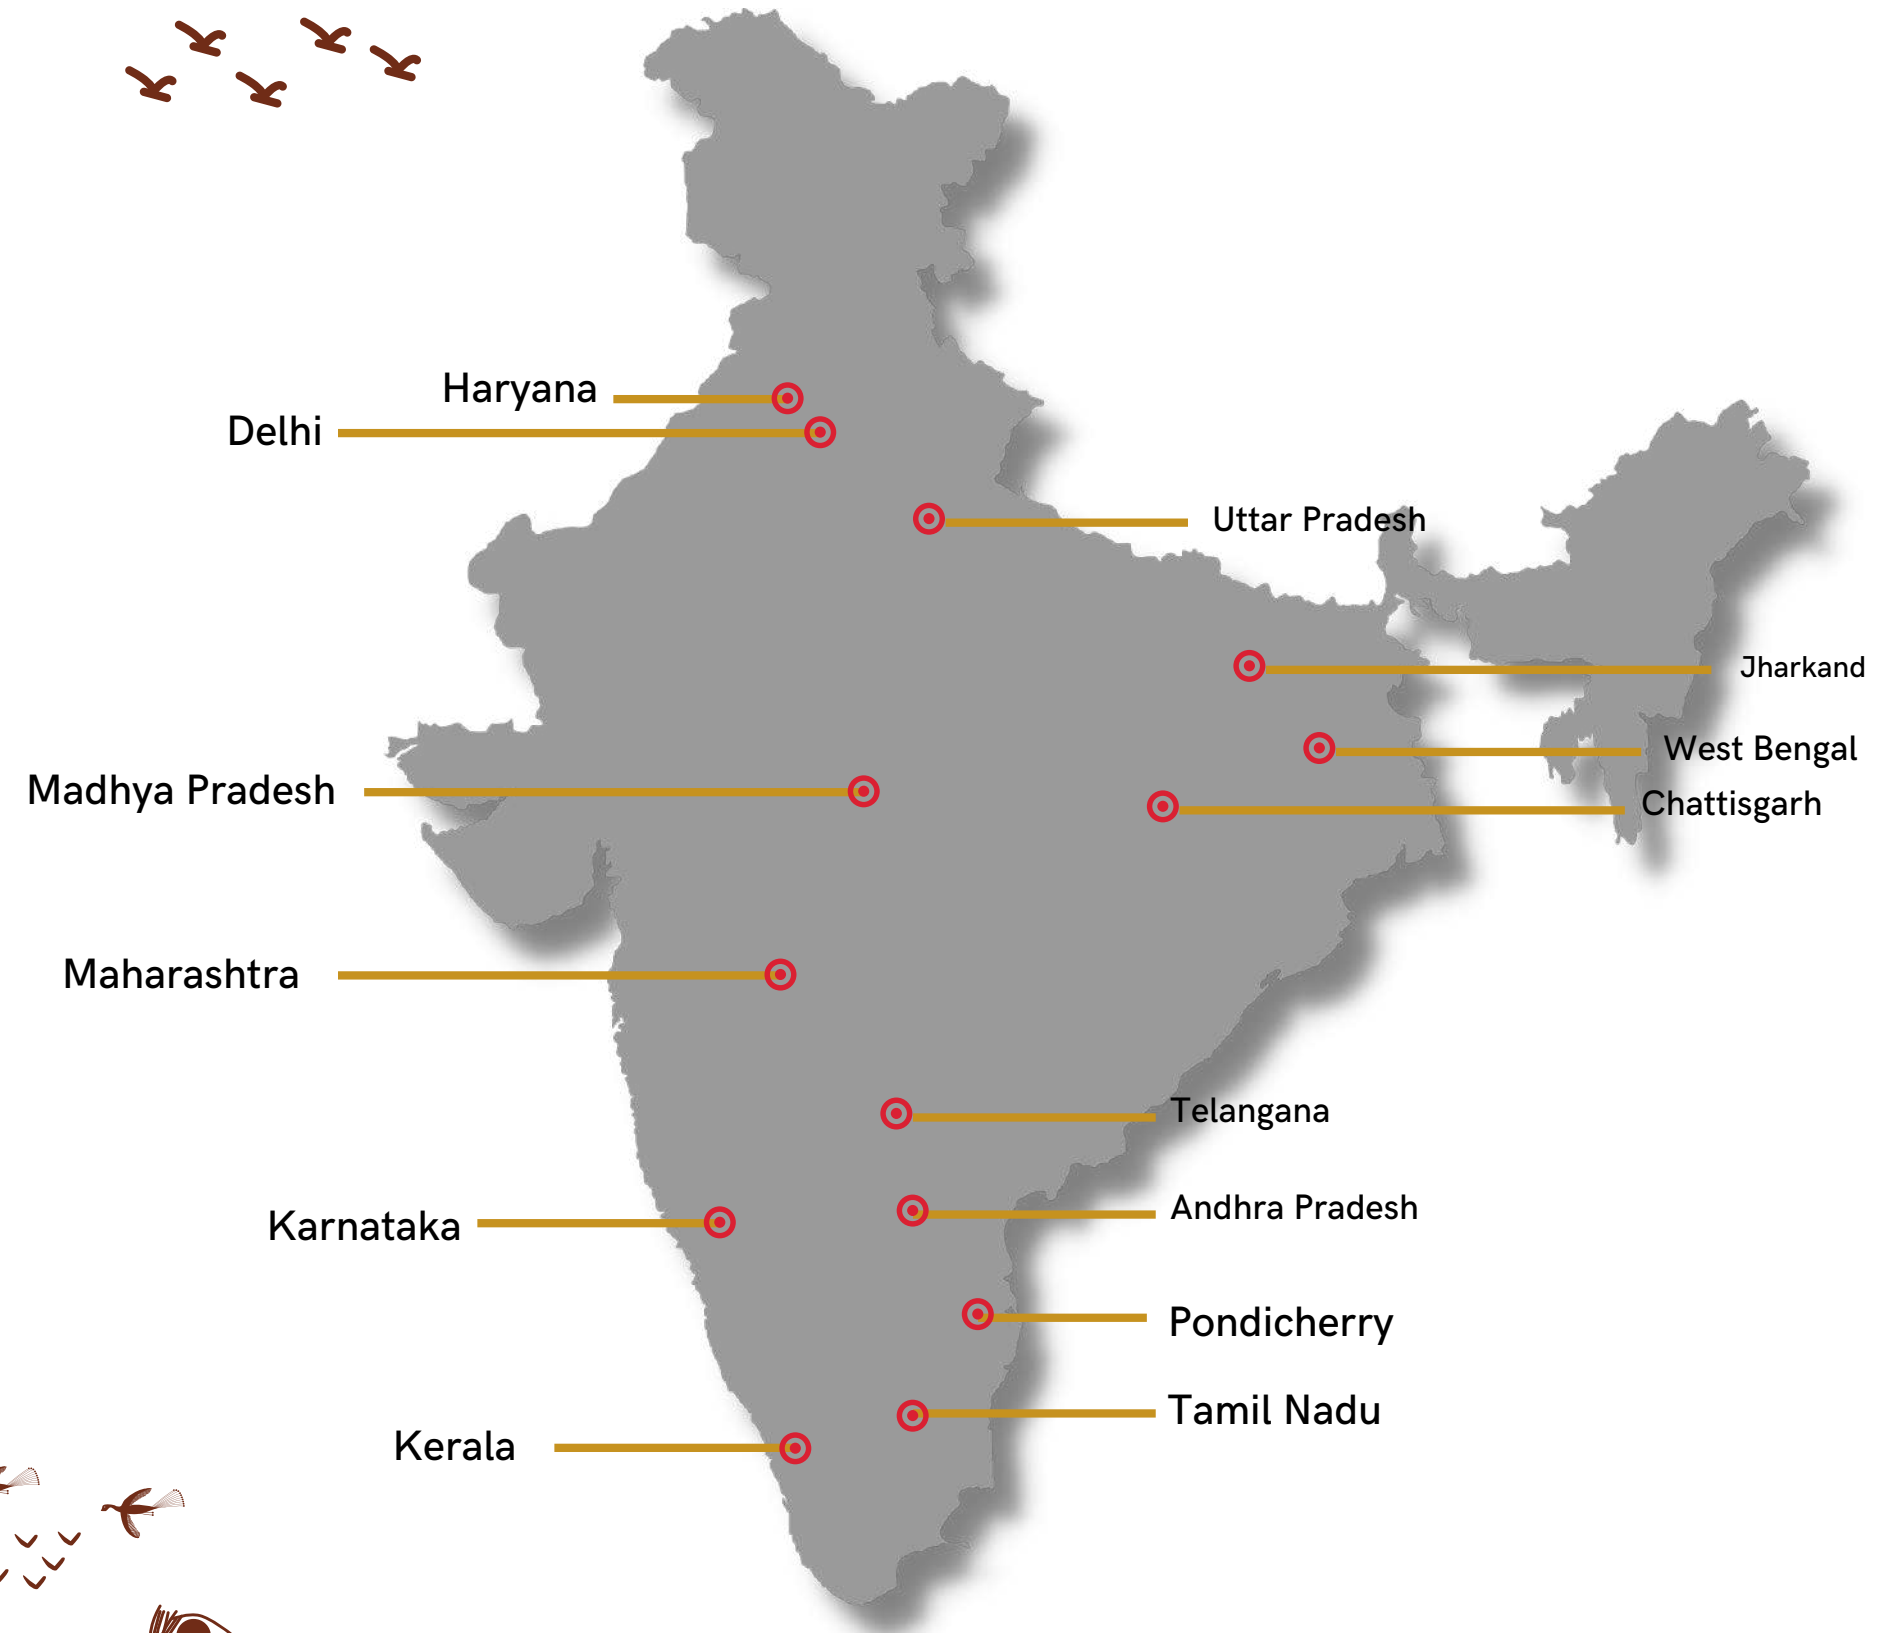 Haryana
Delhi
Uttar Pradesh
Jharkand
West Bengal
Madhya Pradesh
Chattisgarh
Maharashtra
Telangana
Andhra Pradesh
Karnataka
Pondicherry
Tamil Nadu
Kerala